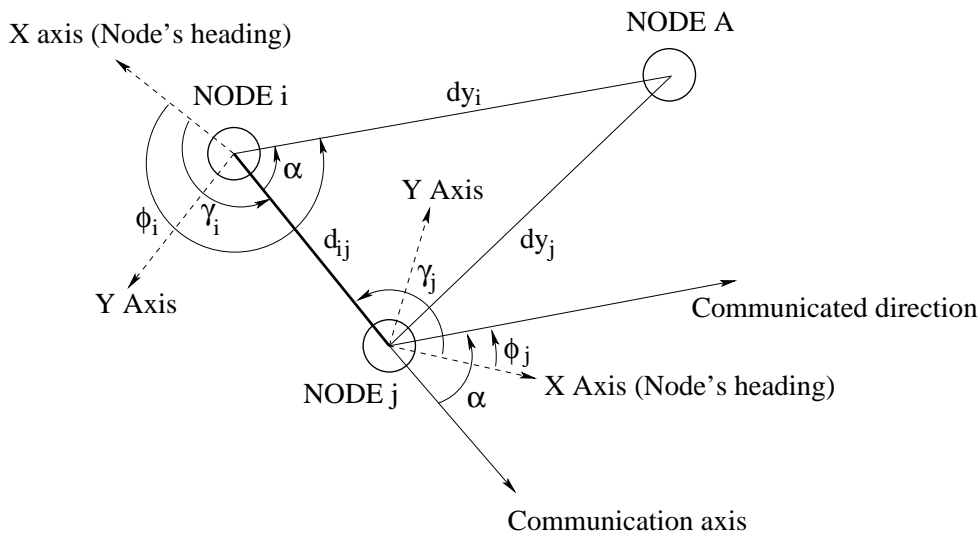 NODE A
X axis (Node's heading)
NODE i
dy_i
α
Y Axis
ϕ_i
γ_i
d_ij
dy_j
Y Axis
γ_j
Communicated direction
ϕ_j
NODE j
α
X Axis (Node's heading)
Communication axis